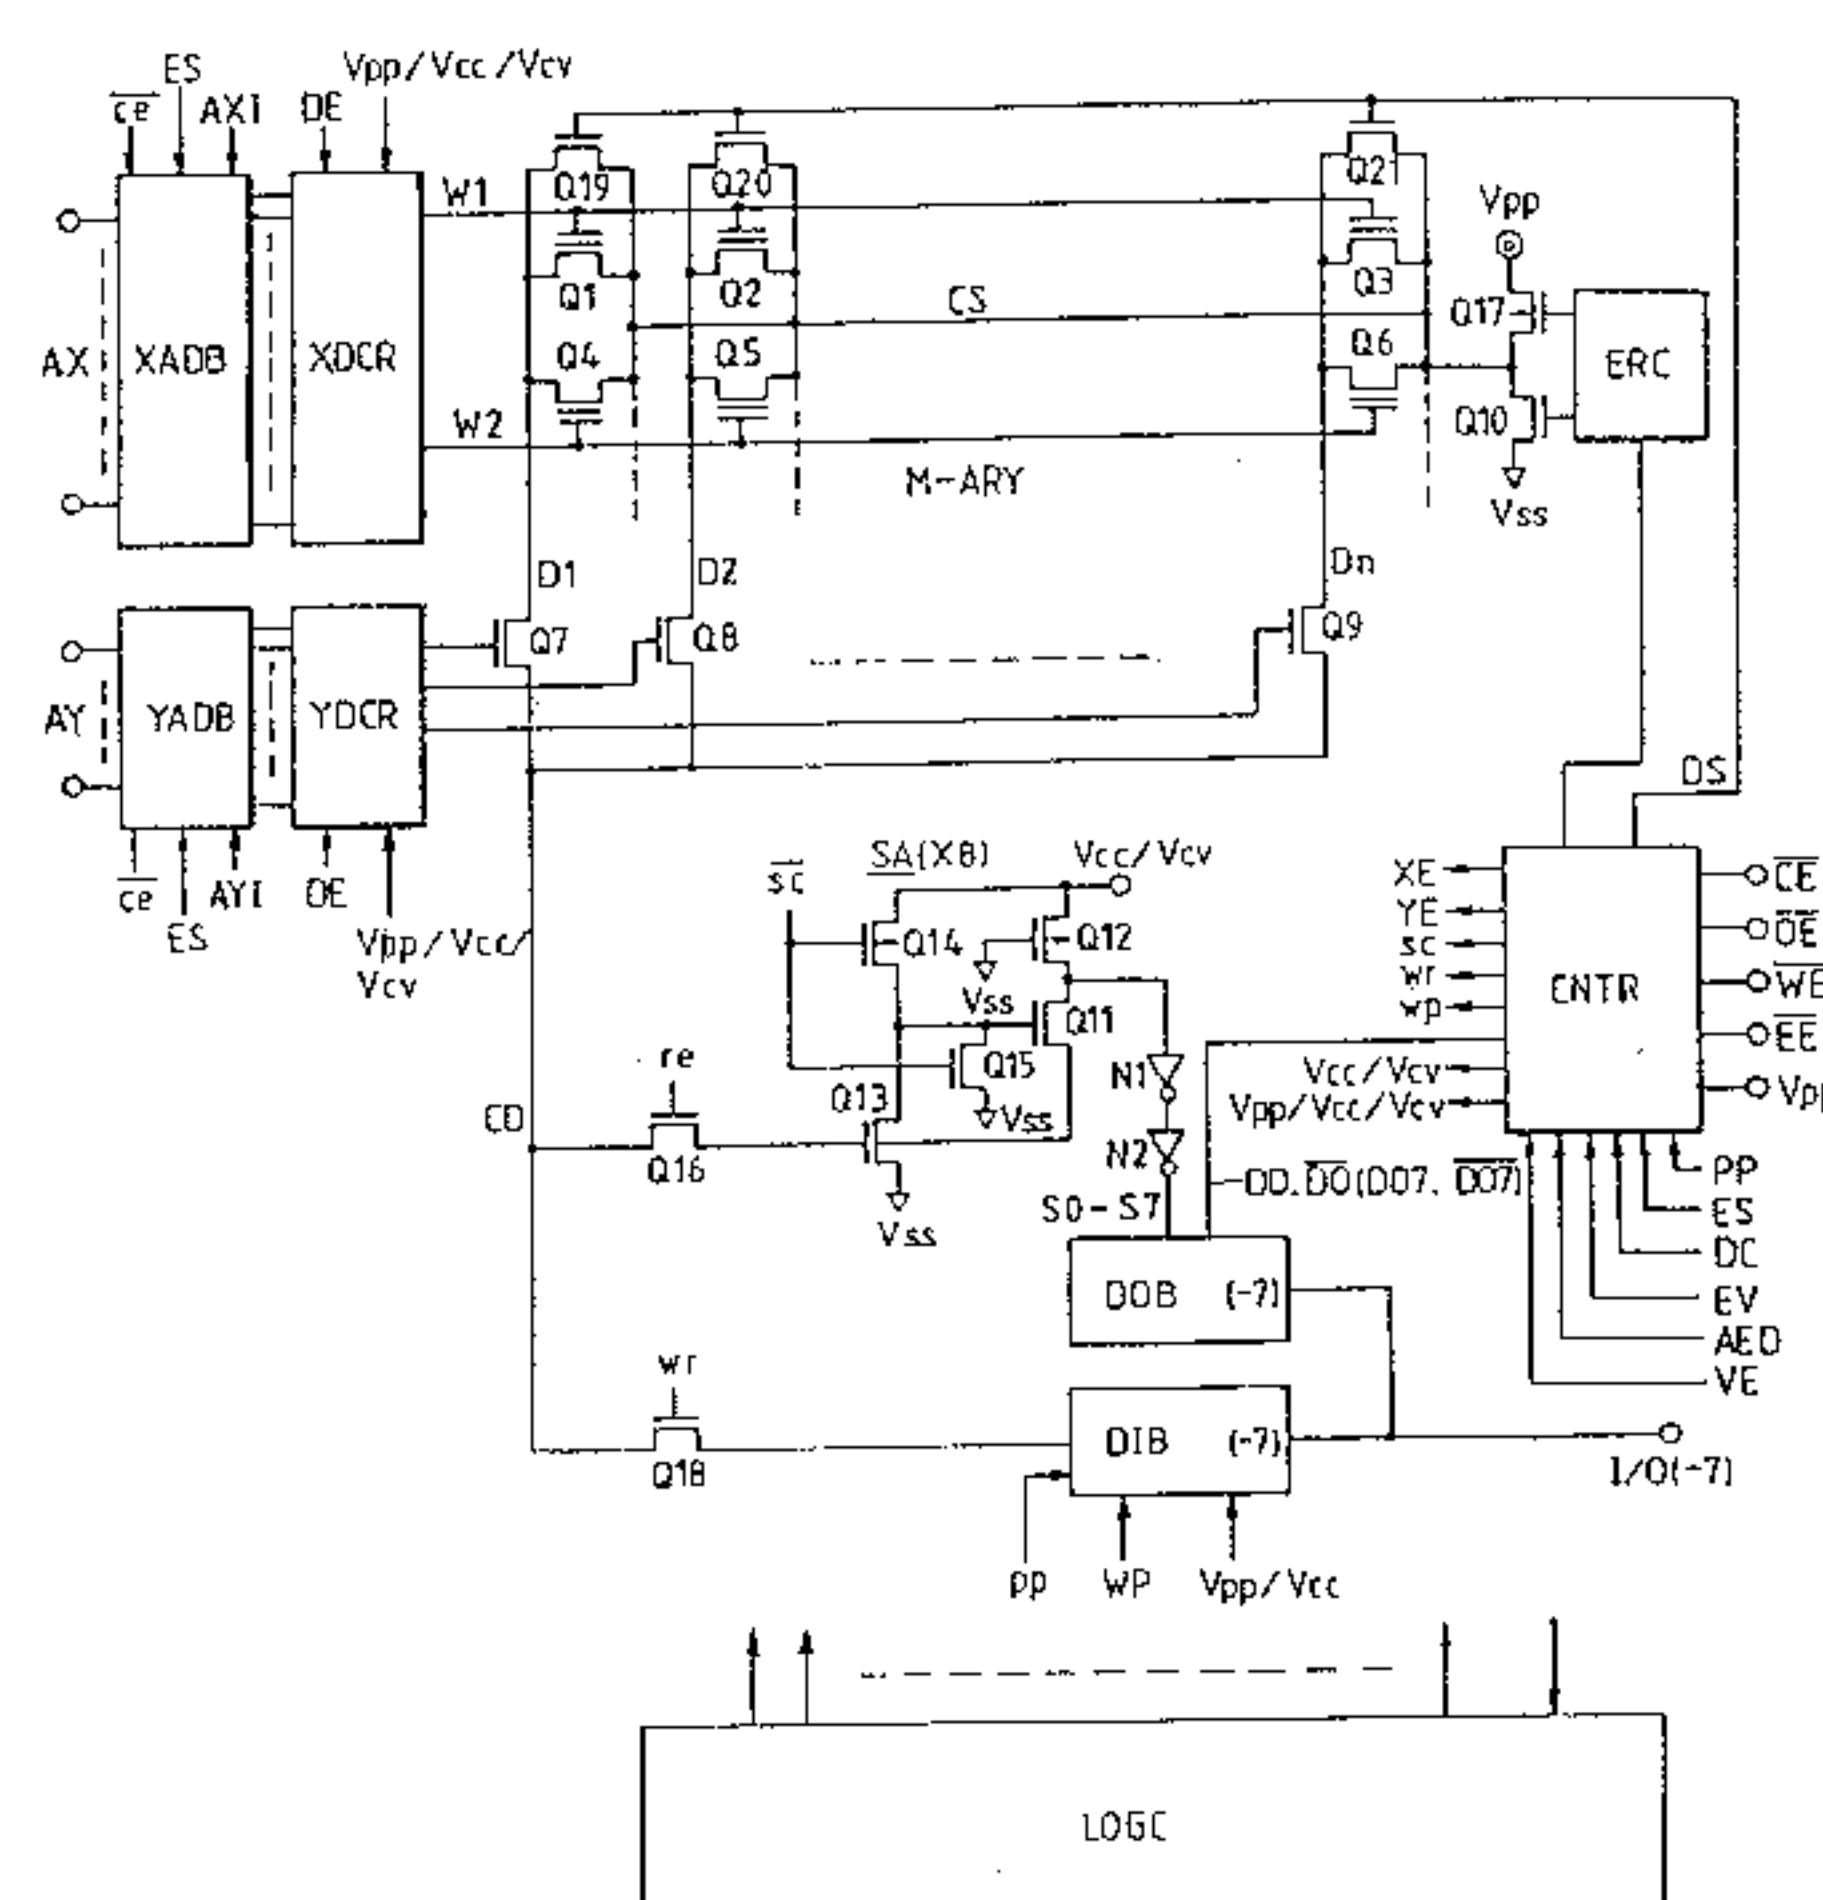 ES
Vpp/Vcc/Vcv
ce
AXI
DE
W1
Q19
Q20
Q21
Vpp
Q1
Q2
CS
Q3
Q17
AX
XADB
XDCR
Q4
Q5
Q6
ERC
W2
M-ARY
Q10
Vss
D1
D2
Dn
Q7
Q8
Q9
AY
YADB
YDCR
DS
ce
ES
AYI
DE
Vpp/Vcc/
Vcv
sc
SA(X8)
Vcc/Vcv
Q14
Q12
Vss
Q11
Q15
Vss
XE
YE
sc
wr
wp
CNTR
CE
OE
WE
EE
Vpp
Vcc/Vcv
Vpp/Vcc/Vcv
re
CD
Q16
Q13
Vss
N1
N2
S0-S7
DO,DO(DO7,DO7)
PP
ES
DC
EV
AEO
VE
DOB (-7)
wr
Q18
DIB (-7)
I/O(-7)
pp
WP
Vpp/Vcc
LOGC